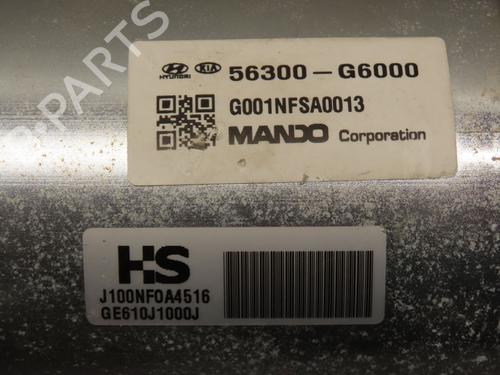 B-PARTS
HYUNDAI KIA 56300-G6000
G001NFSA0013
MANDO Corporation
HS
J100NF0A4516
GE610J1000J